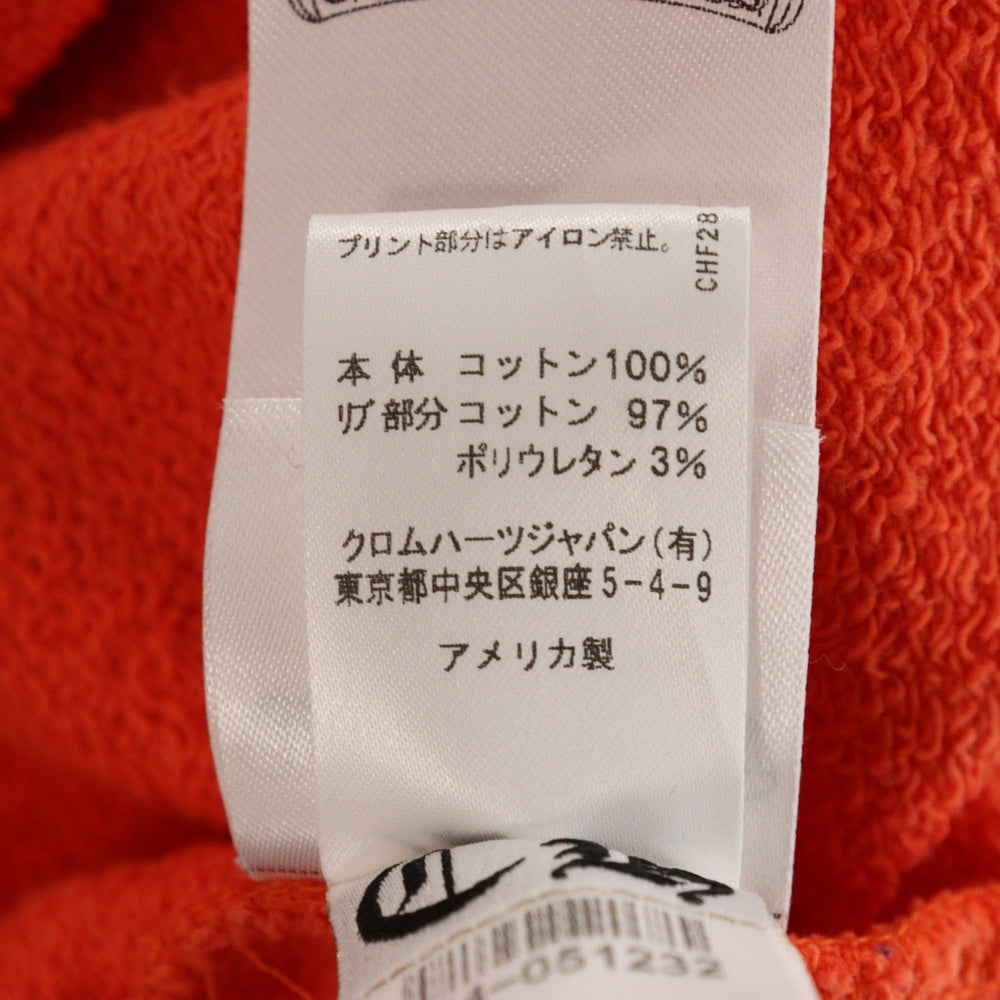 プリント部分はアイロン禁止。
CHF28
本体 コットン100%
リブ部分コットン 97%
ポリウレタン 3%
クロムハーツジャパン(有)
東京都中央区銀座5-4-9
アメリカ製
-051232